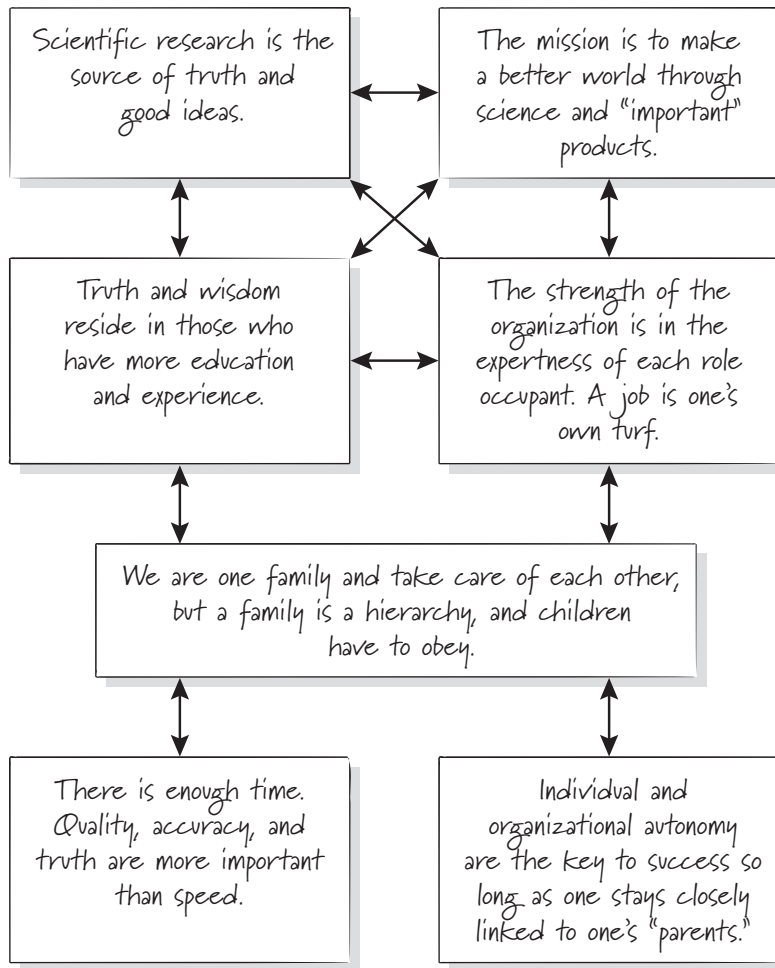 Scientific research is the
source of truth and
good ideas.
The mission is to make
a better world through
science and "important"
products.
Truth and wisdom
reside in those who
have more education
and experience.
The strength of the
organization is in the
expertness of each role
occupant. A job is one's
own turf.
We are one family and take care of each other,
but a family is a hierarchy, and children
have to obey.
There is enough time.
Quality, accuracy, and
truth are more important
than speed.
Individual and
organizational autonomy
are the key to success so
long as one stays closely
linked to one's "parents."